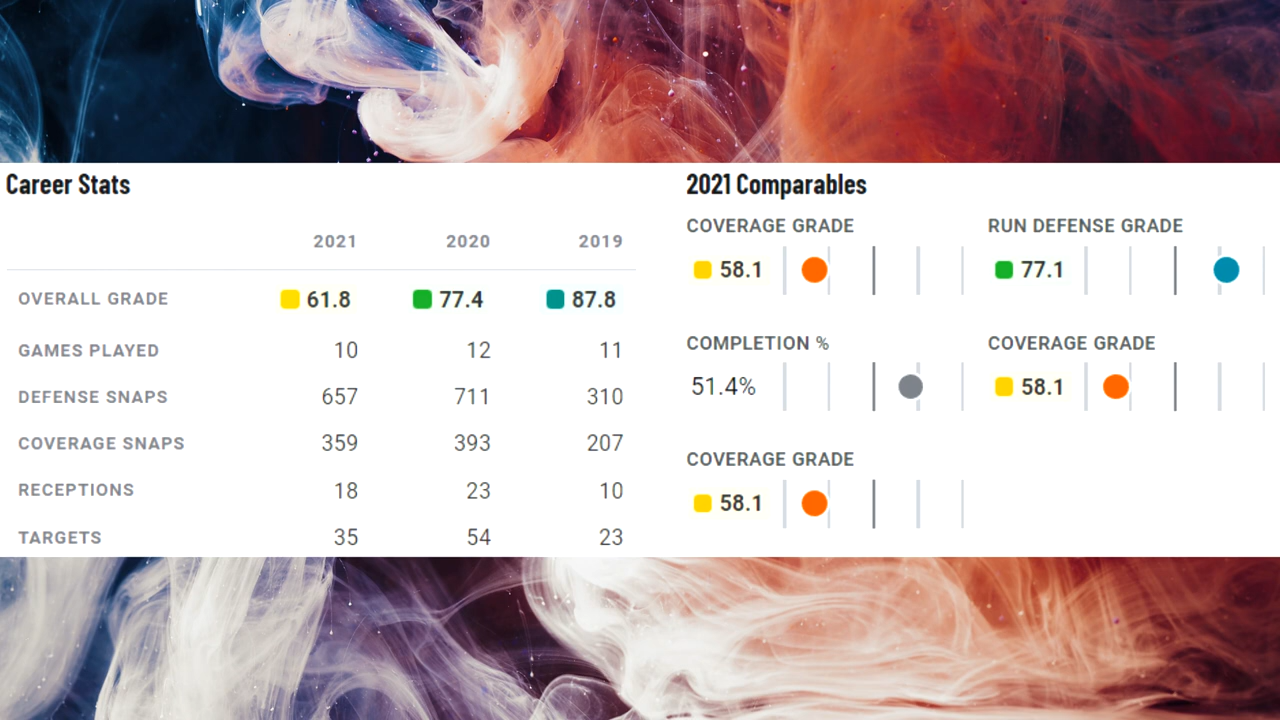 Career Stats
2021 2020 2019
OVERALL GRADE 61.8 77.4 87.8
GAMES PLAYED 10 12 11
DEFENSE SNAPS 657 711 310
COVERAGE SNAPS 359 393 207
RECEPTIONS 18 23 10
TARGETS 35 54 23
2021 Comparables
COVERAGE GRADE RUN DEFENSE GRADE
58.1 77.1
COMPLETION % COVERAGE GRADE
51.4% 58.1
COVERAGE GRADE
58.1